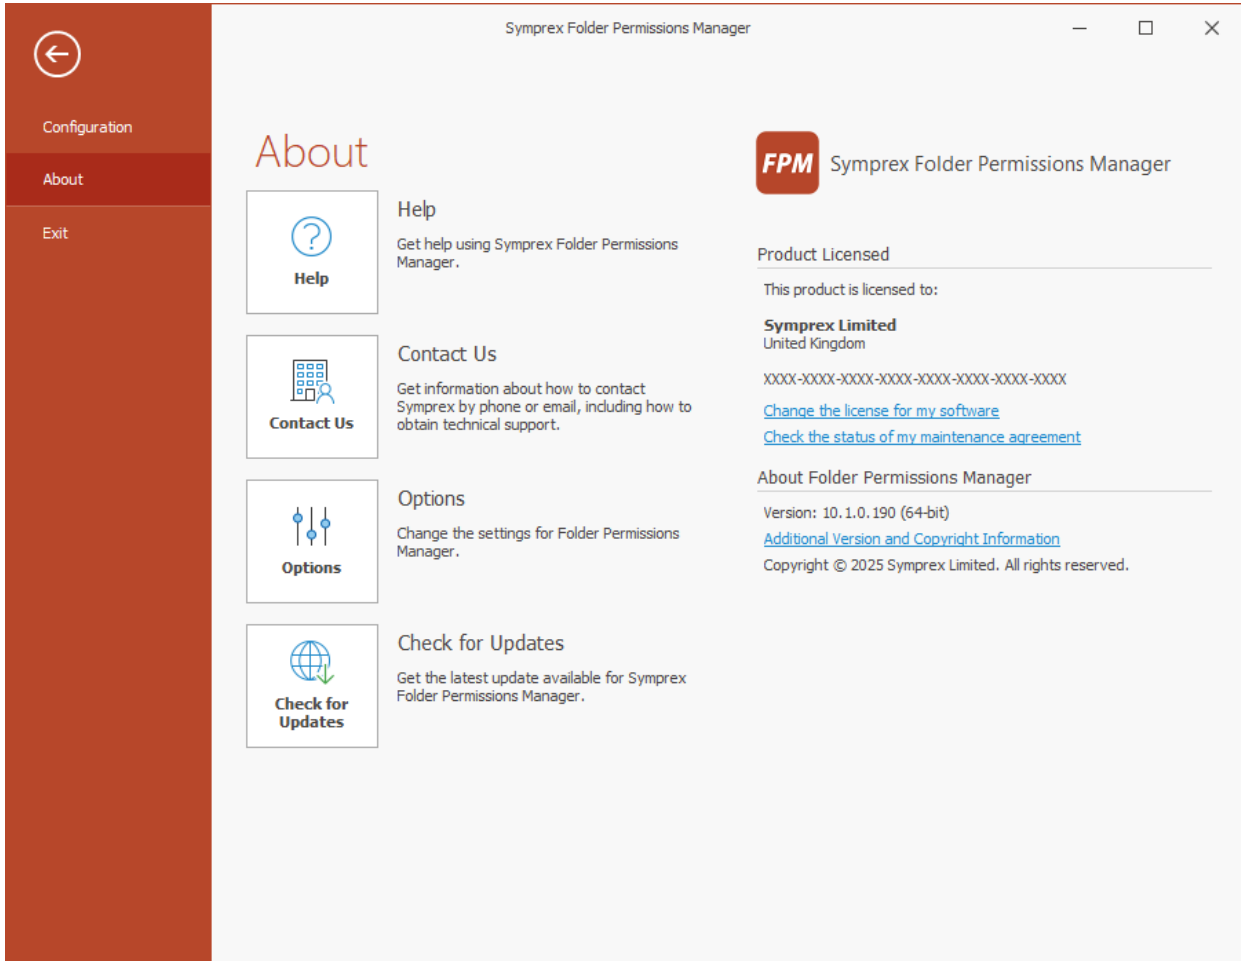 Symprex Folder Permissions Manager
Configuration
About
Exit
About
Help
Help
Get help using Symprex Folder Permissions
Manager.
Contact Us
Contact Us
Get information about how to contact
Symprex by phone or email, including how to
obtain technical support.
Options
Options
Change the settings for Folder Permissions
Manager.
Check for
Updates
Check for Updates
Get the latest update available for Symprex
Folder Permissions Manager.
FPM
Symprex Folder Permissions Manager
Product Licensed
This product is licensed to:
Symprex Limited
United Kingdom
XXXX-XXXX-XXXX-XXXX-XXXX-XXXX-XXXX-XXXX
Change the license for my software
Check the status of my maintenance agreement
About Folder Permissions Manager
Version: 10.1.0.190 (64-bit)
Additional Version and Copyright Information
Copyright © 2025 Symprex Limited. All rights reserved.